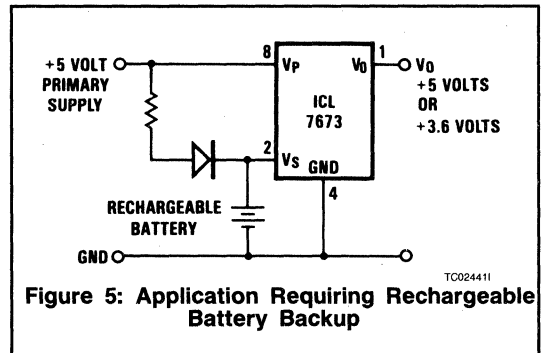 +5 VOLT
PRIMARY
SUPPLY
8
VP
VO
1
VO
+5 VOLTS
OR
+3.6 VOLTS
ICL
7673
2
VS
GND
4
RECHARGEABLE
BATTERY
GND
TC02441I
Figure 5: Application Requiring Rechargeable
Battery Backup